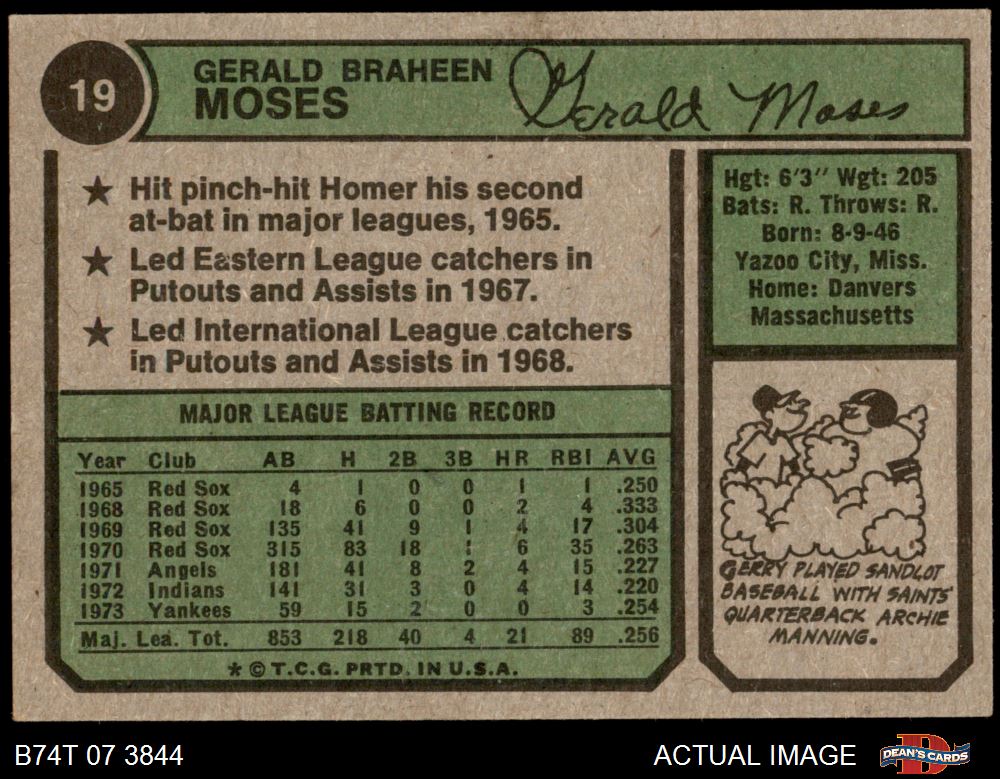 19
GERALD BRAHEEN
MOSES
Gerald Moses
★ Hit pinch-hit Homer his second
at-bat in major leagues, 1965.
★ Led Eastern League catchers in
Putouts and Assists in 1967.
★ Led International League catchers
in Putouts and Assists in 1968.
Hgt: 6'3" Wgt: 205
Bats: R. Throws: R.
Born: 8-9-46
Yazoo City, Miss.
Home: Danvers
Massachusetts
MAJOR LEAGUE BATTING RECORD
Year Club AB H 2B 3B HR RBI AVG
1965 Red Sox 4 1 0 0 1 1 .250
1968 Red Sox 18 6 0 0 2 4 .333
1969 Red Sox 135 41 9 1 4 17 .304
1970 Red Sox 315 83 18 1 6 35 .263
1971 Angels 181 41 8 2 4 15 .227
1972 Indians 141 31 3 0 4 14 .220
1973 Yankees 59 15 2 0 0 3 .254
Maj. Lea. Tot. 853 218 40 4 21 89 .256
* © T.C.G. PRTD. IN U.S.A.
GERRY PLAYED SANDLOT
BASEBALL WITH SAINTS'
QUARTERBACK ARCHIE
MANNING.
B74T 07 3844
ACTUAL IMAGE
DEAN'S CARDS